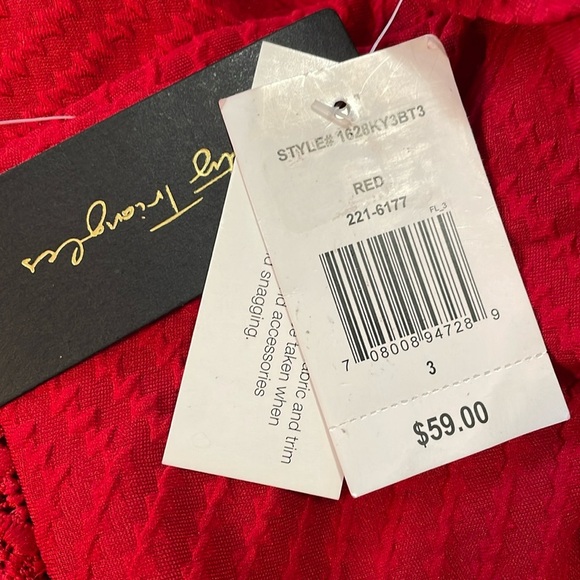 Triangles
STYLE# 1628KY3BT3
RED
221-6177
FL_3
7 08008 94728 9
3
$59.00
abric and trim
e taken when
d accessories
d snagging.